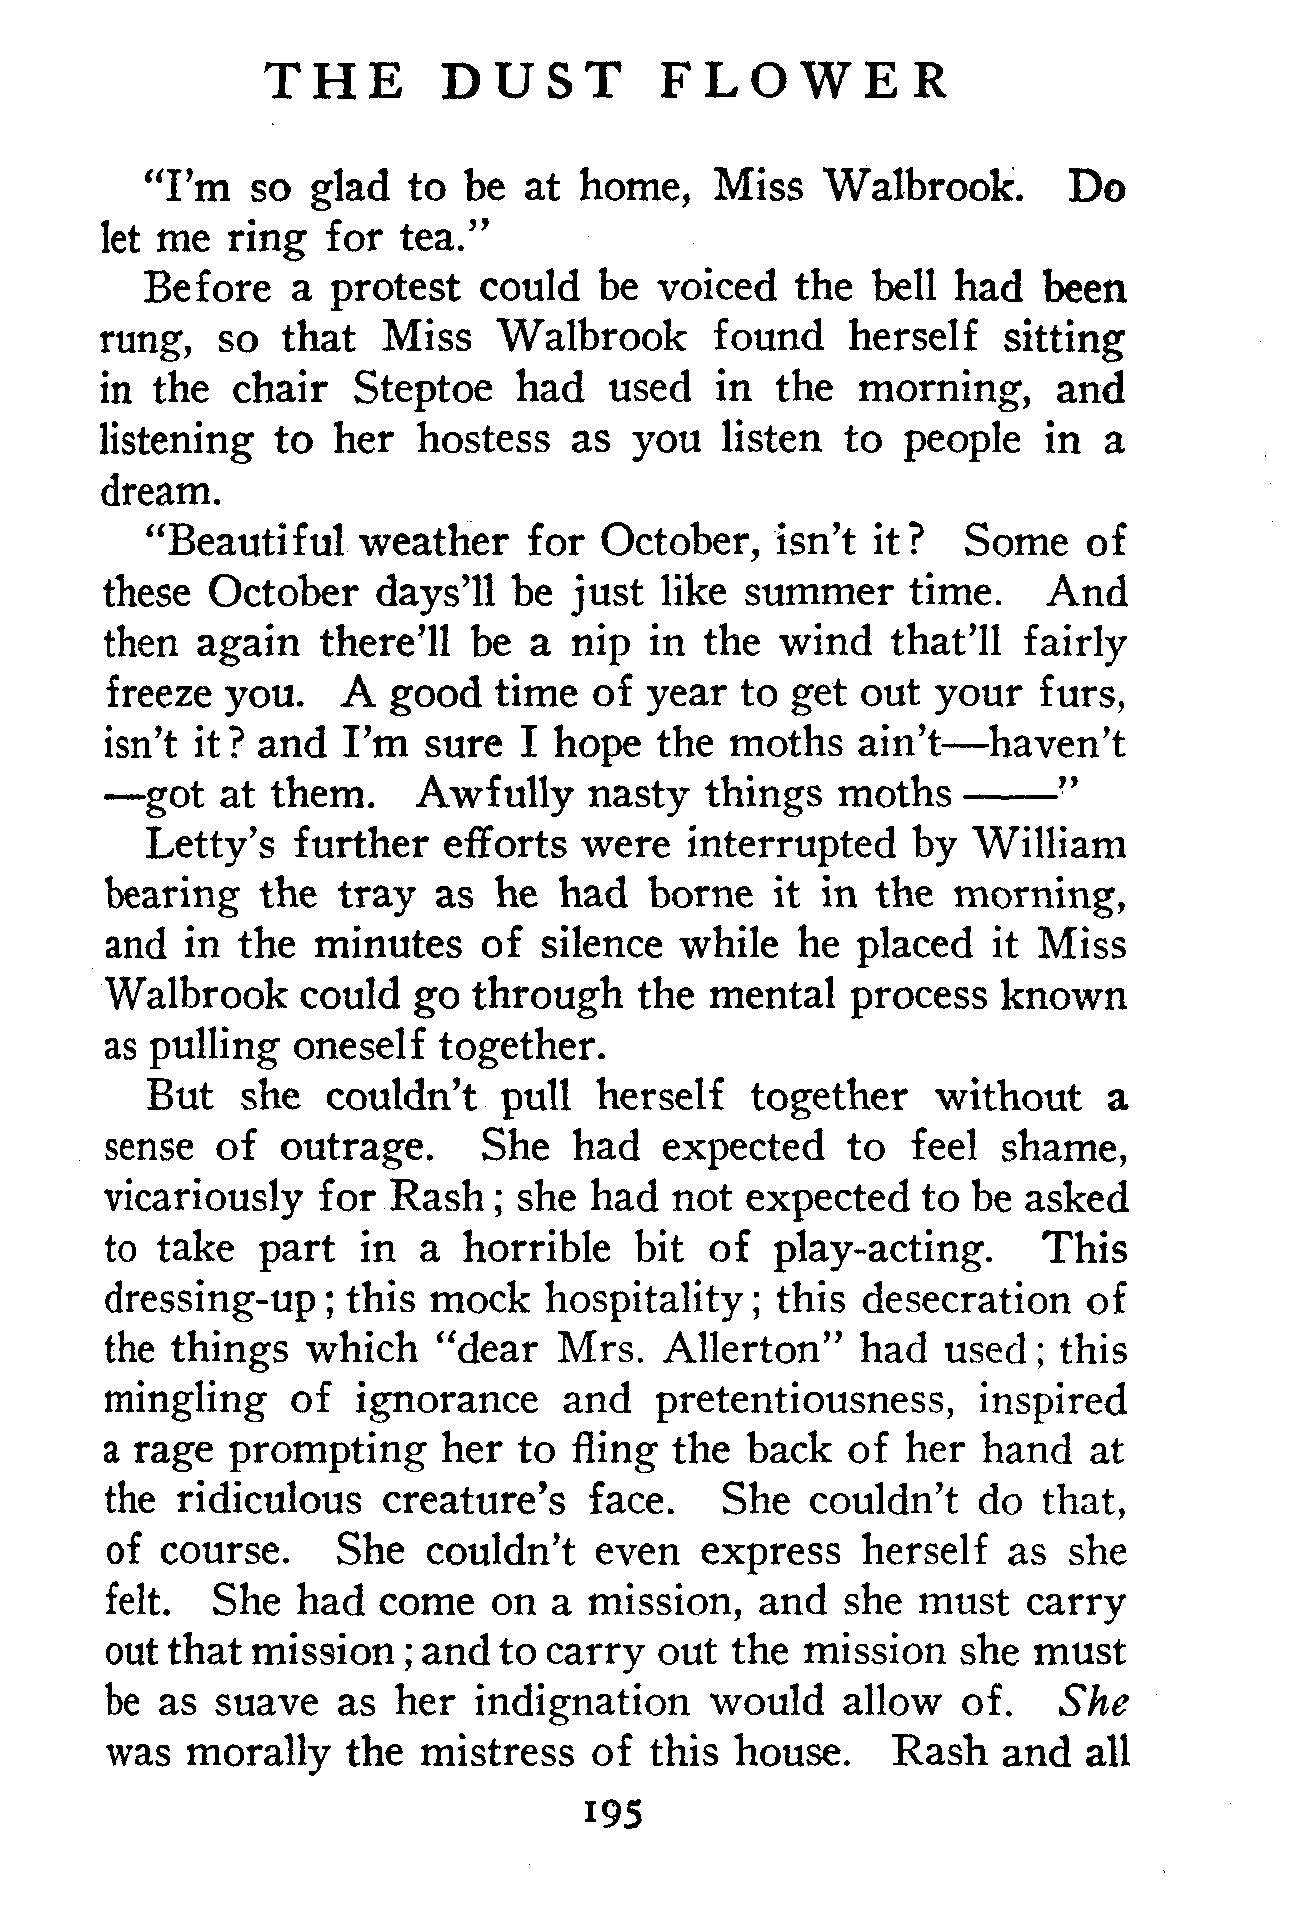 THE DUST FLOWER
“I’m so glad to be at home, Miss Walbrook. Do
let me ring for tea.”
Before a protest could be voiced the bell had been
rung, so that Miss Walbrook found herself sitting
in the chair Steptoe had used in the morning, and
listening to her hostess as you listen to people in a
dream.
“Beautiful weather for October, isn’t it? Some of
these October days’ll be just like summer time. And
then again there’ll be a nip in the wind that’ll fairly
freeze you. A good time of year to get out your furs,
isn’t it? and I’m sure I hope the moths ain’t—haven’t
—got at them. Awfully nasty things moths ——”
Letty’s further efforts were interrupted by William
bearing the tray as he had borne it in the morning,
and in the minutes of silence while he placed it Miss
Walbrook could go through the mental process known
as pulling oneself together.
But she couldn’t pull herself together without a
sense of outrage. She had expected to feel shame,
vicariously for Rash; she had not expected to be asked
to take part in a horrible bit of play-acting. This
dressing-up; this mock hospitality; this desecration of
the things which “dear Mrs. Allerton” had used; this
mingling of ignorance and pretentiousness, inspired
a rage prompting her to fling the back of her hand at
the ridiculous creature’s face. She couldn’t do that,
of course. She couldn’t even express herself as she
felt. She had come on a mission, and she must carry
out that mission; and to carry out the mission she must
be as suave as her indignation would allow of. She
was morally the mistress of this house. Rash and all
195